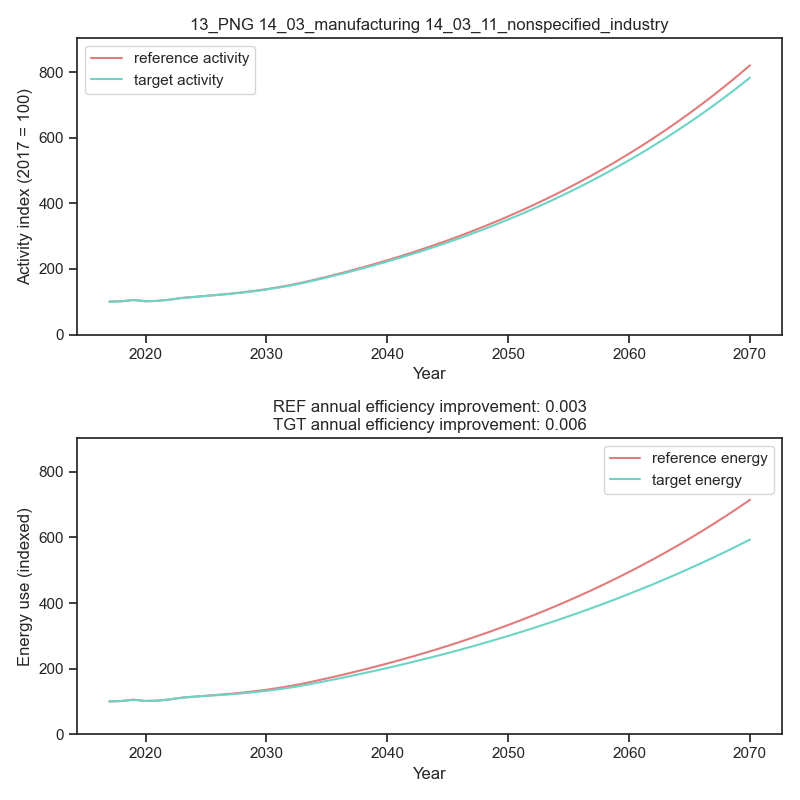 13_PNG 14_03_manufacturing 14_03_11_nonspecified_industry
reference activity
target activity
Activity index (2017 = 100)
800
600
400
200
0
2020 2030 2040 2050 2060 2070
Year
REF annual efficiency improvement: 0.003
TGT annual efficiency improvement: 0.006
reference energy
target energy
Energy use (indexed)
800
600
400
200
0
2020 2030 2040 2050 2060 2070
Year